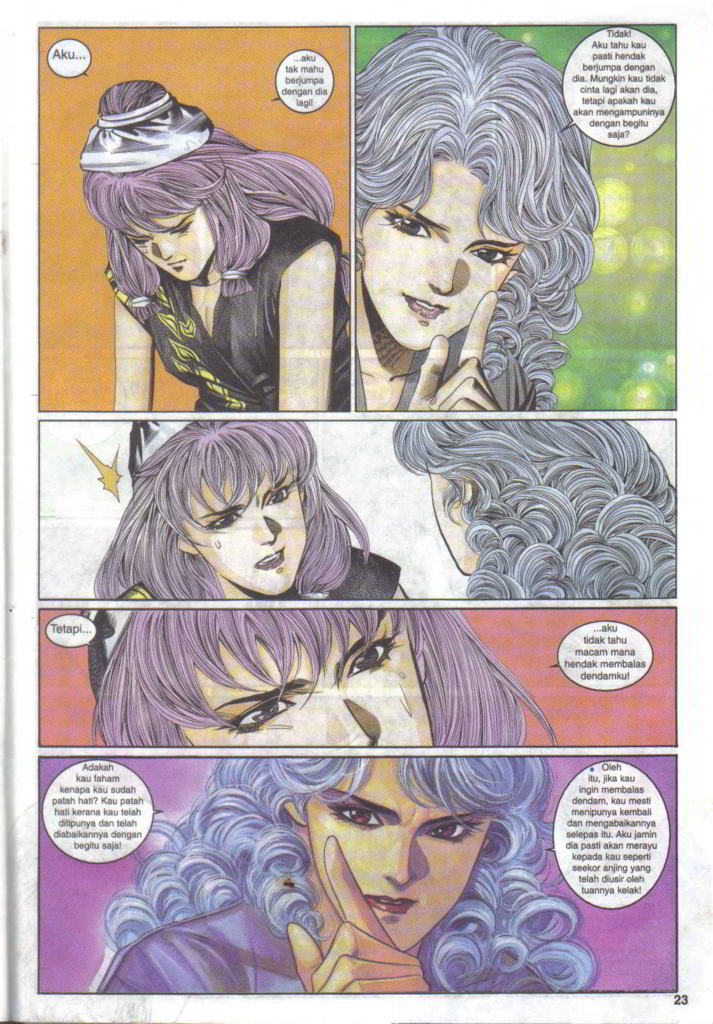 Aku...
...aku
tak mahu
berjumpa
dengan dia
lagi!
Tidak!
Aku tahu kau
pasti hendak
berjumpa dengan
dia. Mungkin kau tidak
cinta lagi akan dia,
tetapi apakah kau
akan mengampuninya
dengan begitu
saja?
Tetapi...
...aku
tidak tahu
macam mana
hendak membalas
dendamku!
Adakah
kau faham
kenapa kau sudah
patah hati? Kau patah
hati kerana kau telah
ditipunya dan telah
diabaikannya dengan
begitu saja!
Oleh
itu, jika kau
ingin membalas
dendam, kau mesti
menipunya kembali
dan mengabaikannya
selepas itu. Aku jamin
dia pasti akan merayu
kepada kau seperti
seekor anjing yang
telah diusir oleh
tuannya kelak!
23